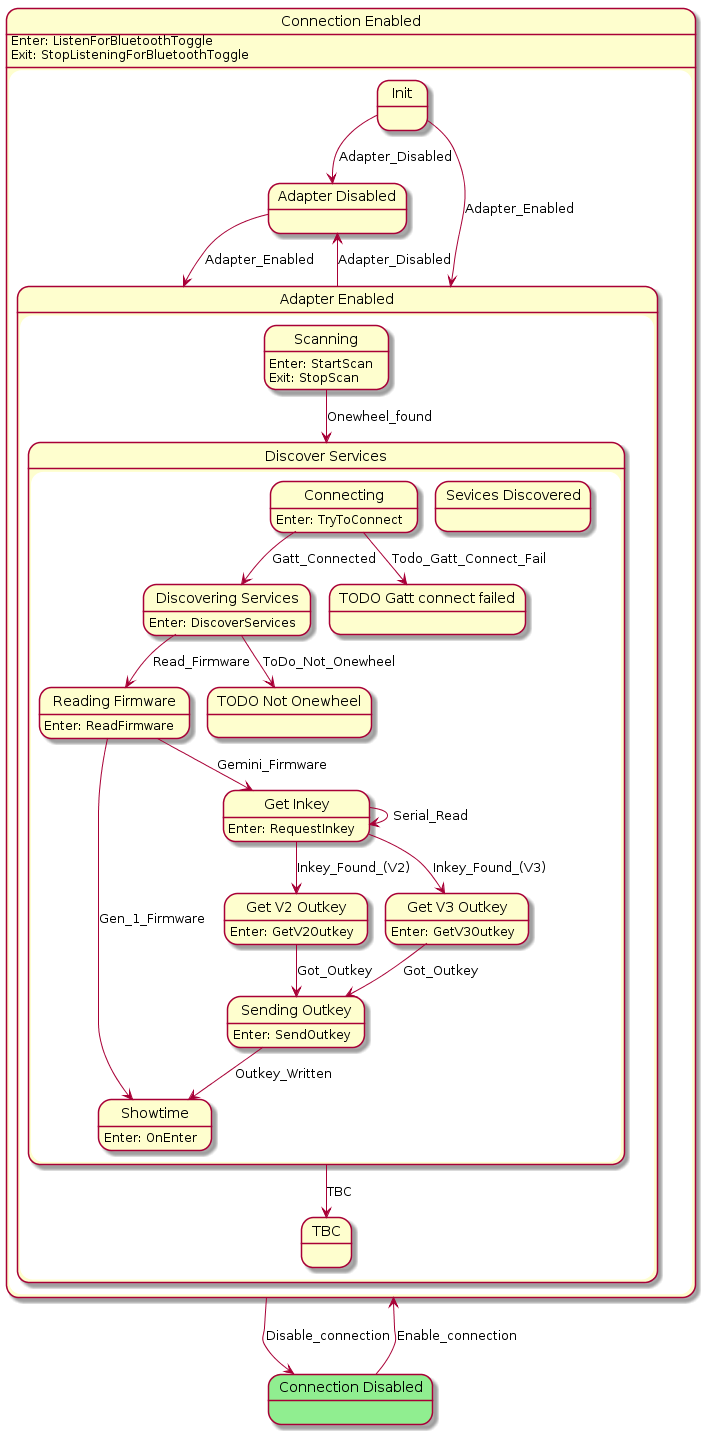 Connection Enabled
Enter: ListenForBluetoothToggle
Exit: StopListeningForBluetoothToggle
Init
Adapter_Disabled
Adapter Disabled
Adapter_Enabled
Adapter_Enabled
Adapter_Disabled
Adapter Enabled
Scanning
Enter: StartScan
Exit: StopScan
Onewheel_found
Discover Services
Connecting
Enter: TryToConnect
Sevices Discovered
Gatt_Connected
Todo_Gatt_Connect_Fail
Discovering Services
Enter: DiscoverServices
TODO Gatt connect failed
Read_Firmware
ToDo_Not_Onewheel
Reading Firmware
Enter: ReadFirmware
TODO Not Onewheel
Gemini_Firmware
Get Inkey
Enter: RequestInkey
Serial_Read
Inkey_Found_(V2)
Inkey_Found_(V3)
Get V2 Outkey
Enter: GetV2Outkey
Get V3 Outkey
Enter: GetV3Outkey
Gen_1_Firmware
Got_Outkey
Got_Outkey
Sending Outkey
Enter: SendOutkey
Outkey_Written
Showtime
Enter: OnEnter
TBC
TBC
Disable_connection
Enable_connection
Connection Disabled